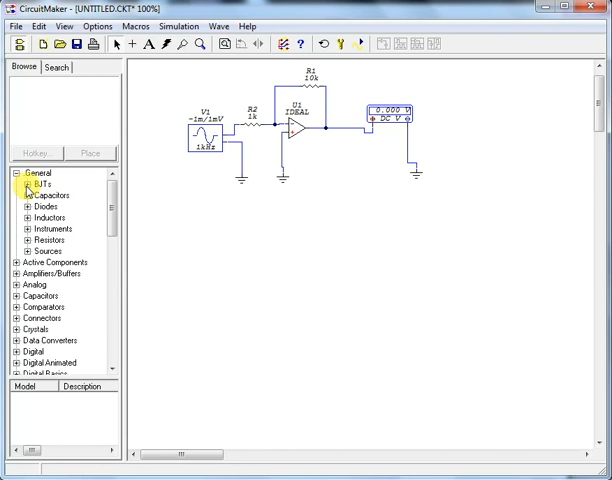 CircuitMaker - [UNTITLED.CKT* 100%]
File Edit View Options Macros Simulation Wave Help
Browse Search
Hotkey... Place
General
BJTs
Capacitors
Diodes
Inductors
Instruments
Resistors
Sources
Active Components
Amplifiers/Buffers
Analog
Capacitors
Comparators
Connectors
Crystals
Data Converters
Digital
Digital Animated
Digital Basics
Model Description
R1
10k
V1
-1m/1mV
1kHz
R2
1k
U1
IDEAL
0.000 V
DC V